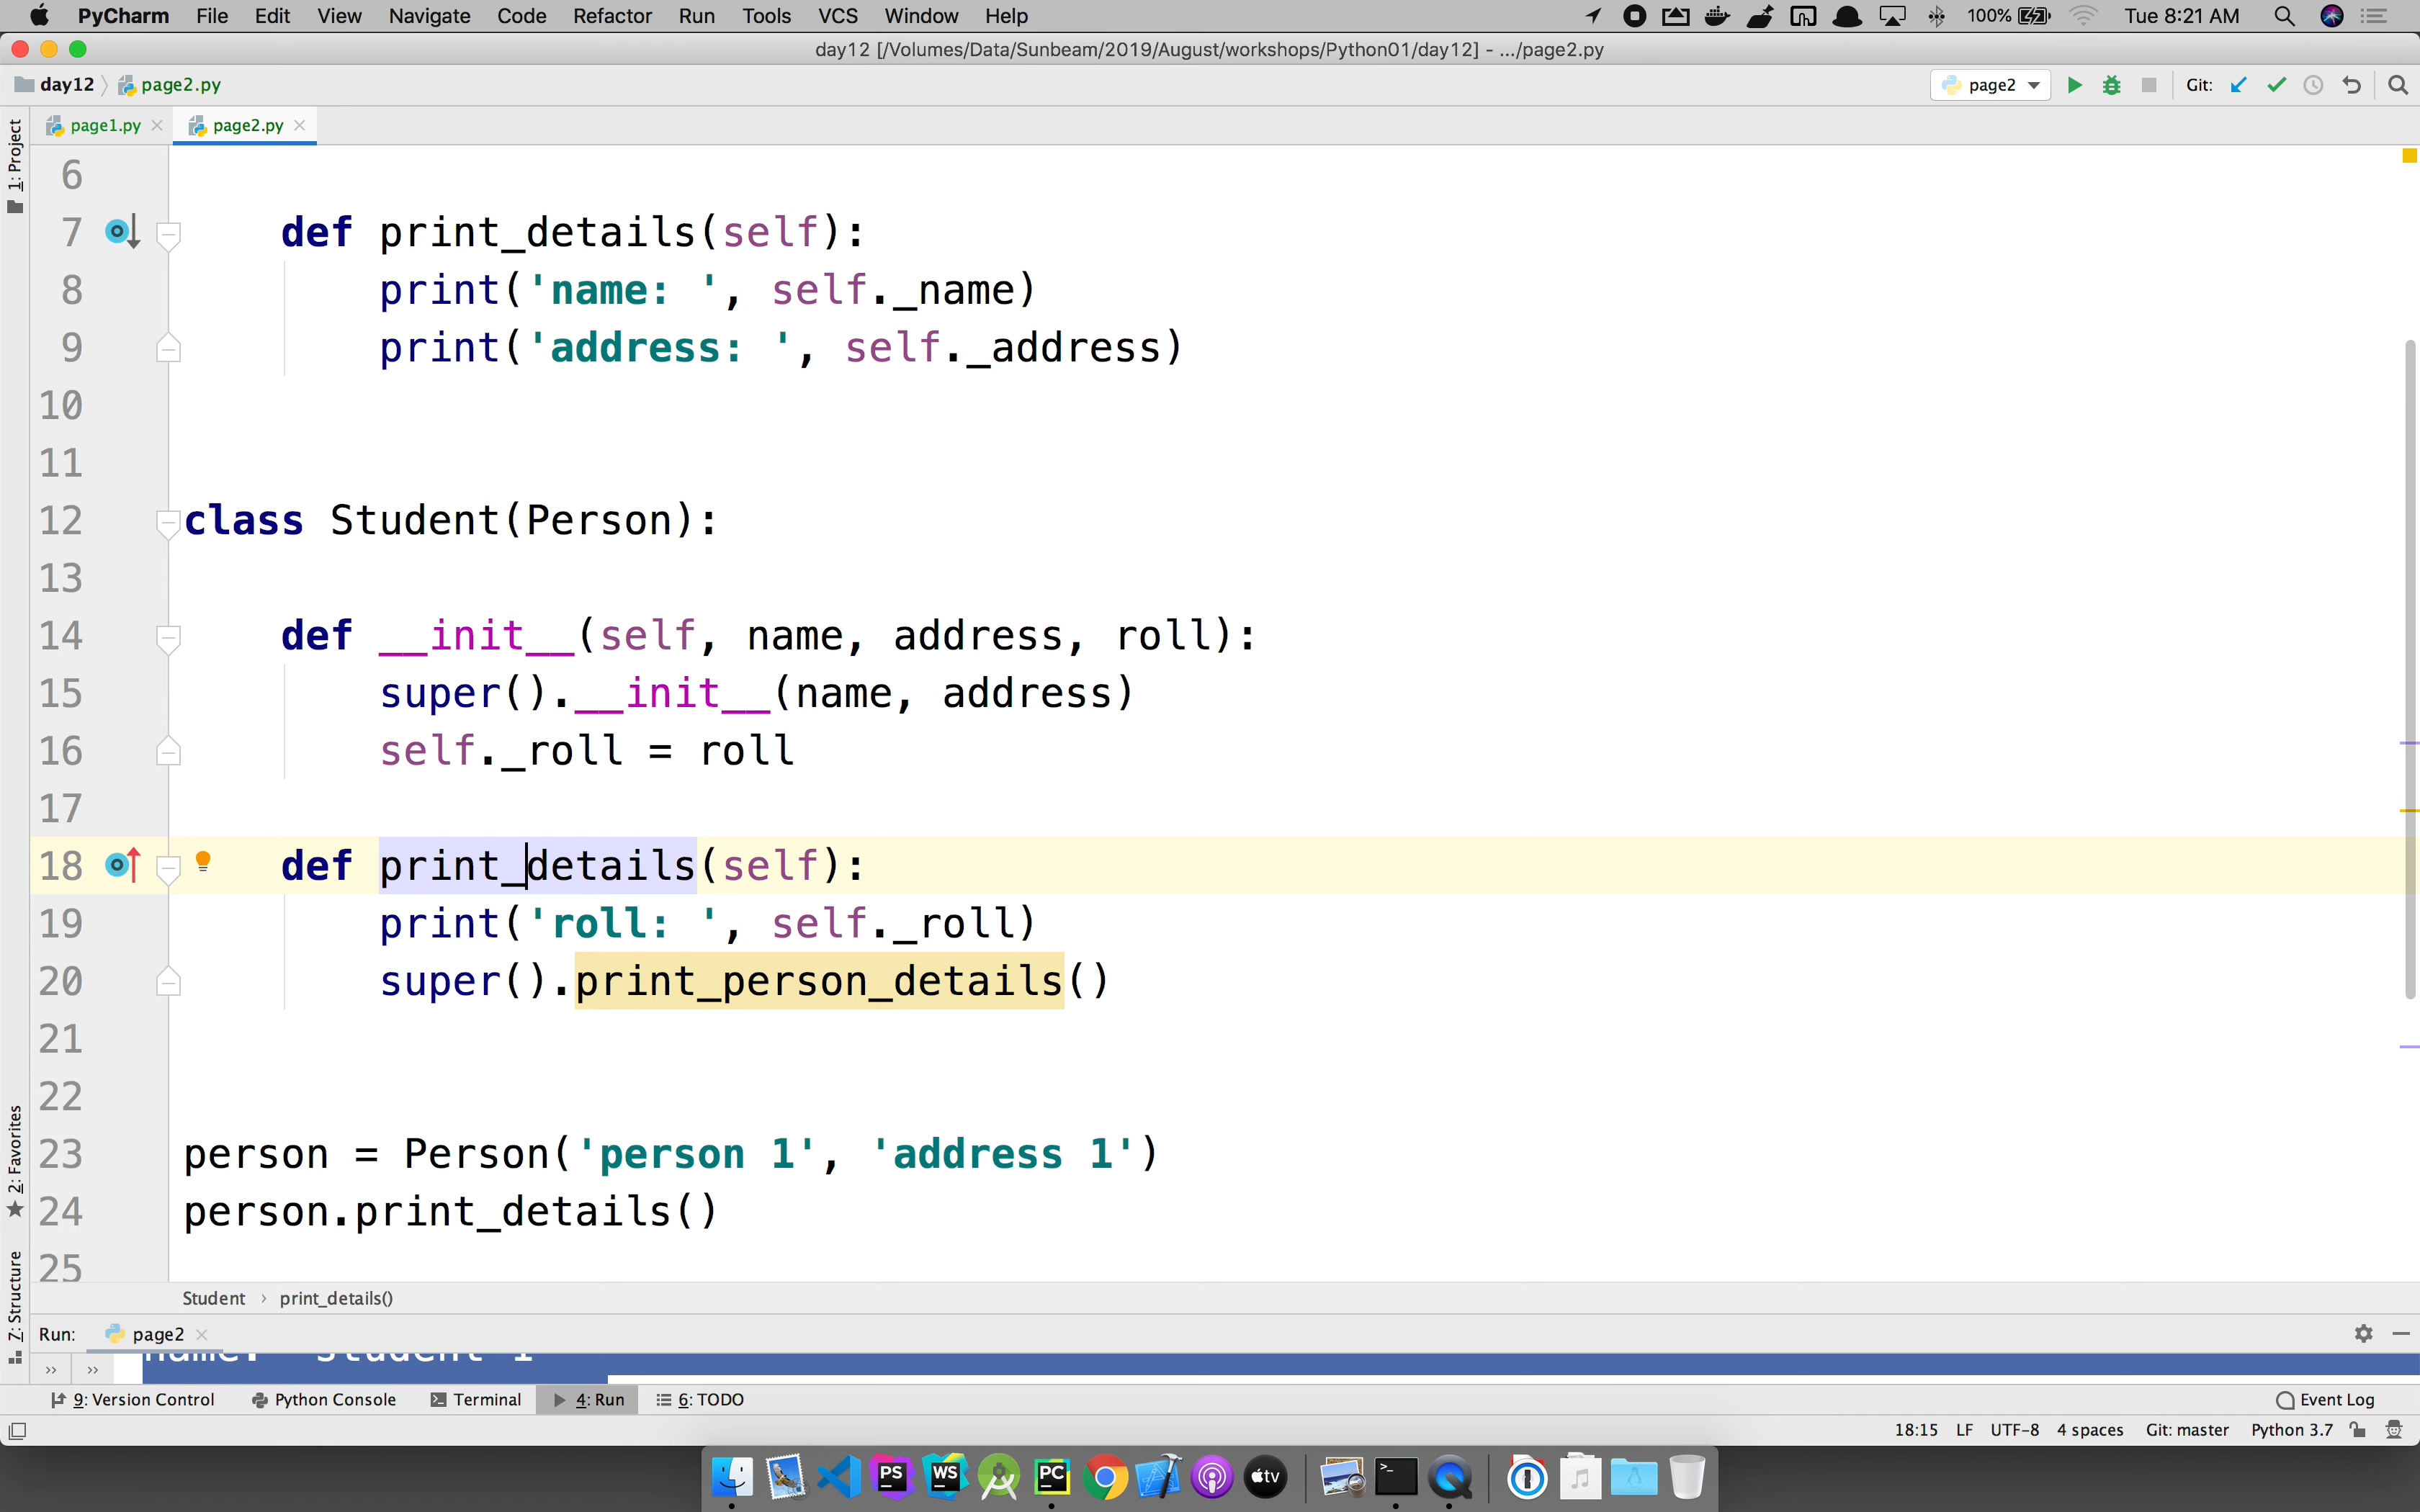 PyCharm File Edit View Navigate Code Refactor Run Tools VCS Window Help 100% Tue 8:21 AM
day12 [/Volumes/Data/Sunbeam/2019/August/workshops/Python01/day12] - .../page2.py
day12 page2.py page2 Git:
page1.py page2.py
1: Project
6
7 def print_details(self):
8 print('name: ', self._name)
9 print('address: ', self._address)
10
11
12 class Student(Person):
13
14 def __init__(self, name, address, roll):
15 super().__init__(name, address)
16 self._roll = roll
17
18 def print_details(self):
19 print('roll: ', self._roll)
20 super().print_person_details()
21
22
23 person = Person('person 1', 'address 1')
24 person.print_details()
25
2: Favorites
7: Structure
Student › print_details()
Run: page2
name: student 1
9: Version Control Python Console Terminal 4: Run 6: TODO Event Log
18:15 LF UTF-8 4 spaces Git: master Python 3.7
PS WS PC tv